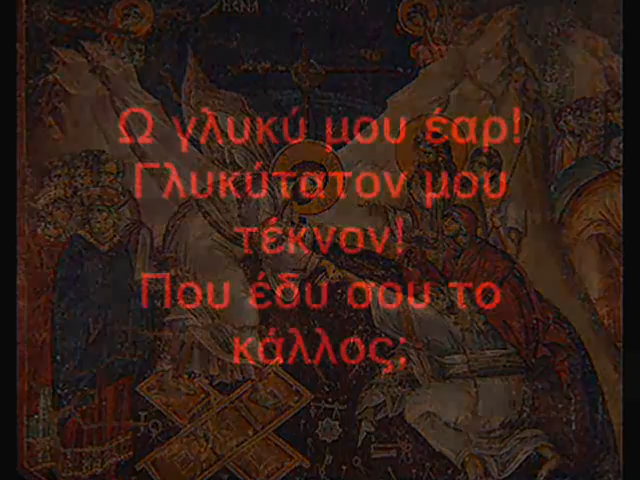 Ω γλυκύ μου έαρ!
Γλυκύτατον μου
τέκνον!
Που έδυ σου το
κάλλος;